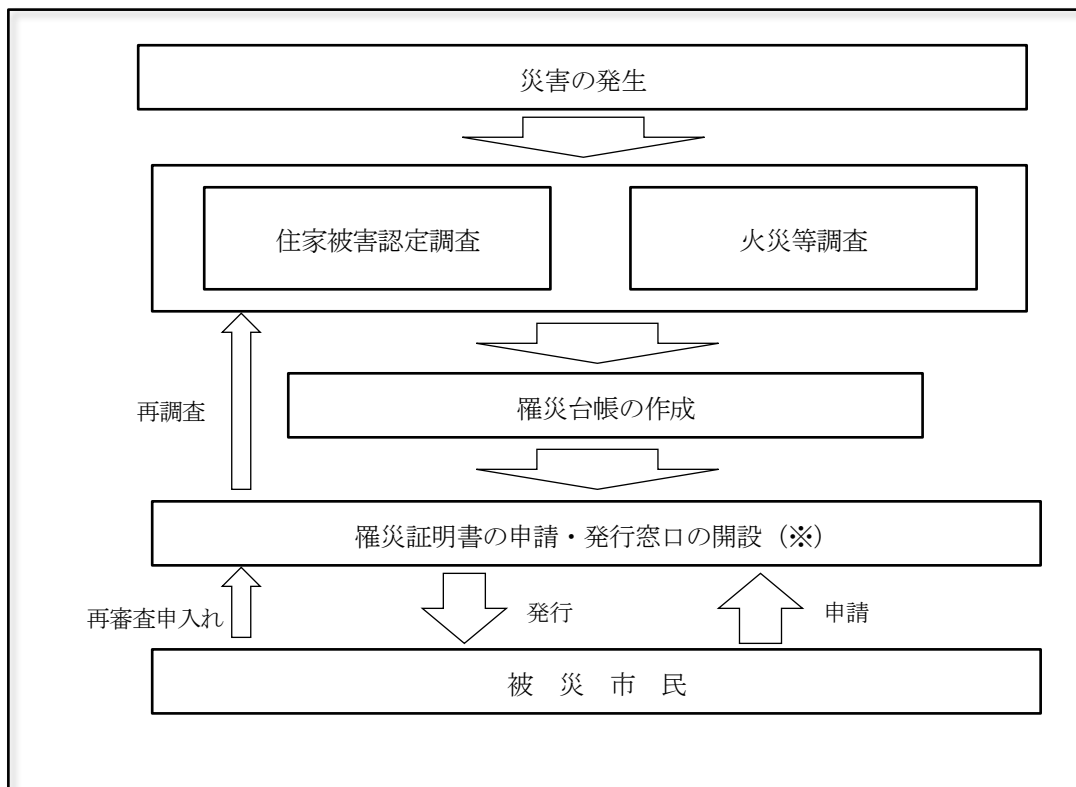 災害の発生
住家被害認定調査
火災等調査
再調査
罹災台帳の作成
罹災証明書の申請・発行窓口の開設（※）
再審査申入れ
発行
申請
被　災　市　民